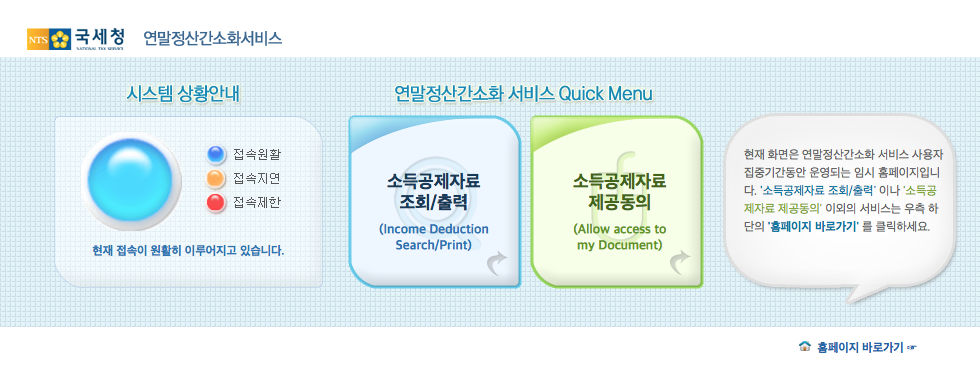 NTS 국세청
NATIONAL TAX SERVICE
연말정산간소화서비스
시스템 상황안내
접속원활
접속지연
접속제한
현재 접속이 원활히 이루어지고 있습니다.
연말정산간소화 서비스 Quick Menu
소득공제자료
조회/출력
(Income Deduction
Search/Print)
소득공제자료
제공동의
(Allow access to
my Document)
현재 화면은 연말정산간소화 서비스 사용자
집중기간동안 운영되는 임시 홈페이지입니
다. '소득공제자료 조회/출력' 이나 '소득공
제자료 제공동의' 이외의 서비스는 우측 하
단의 '홈페이지 바로가기' 를 클릭하세요.
홈페이지 바로가기 ☞